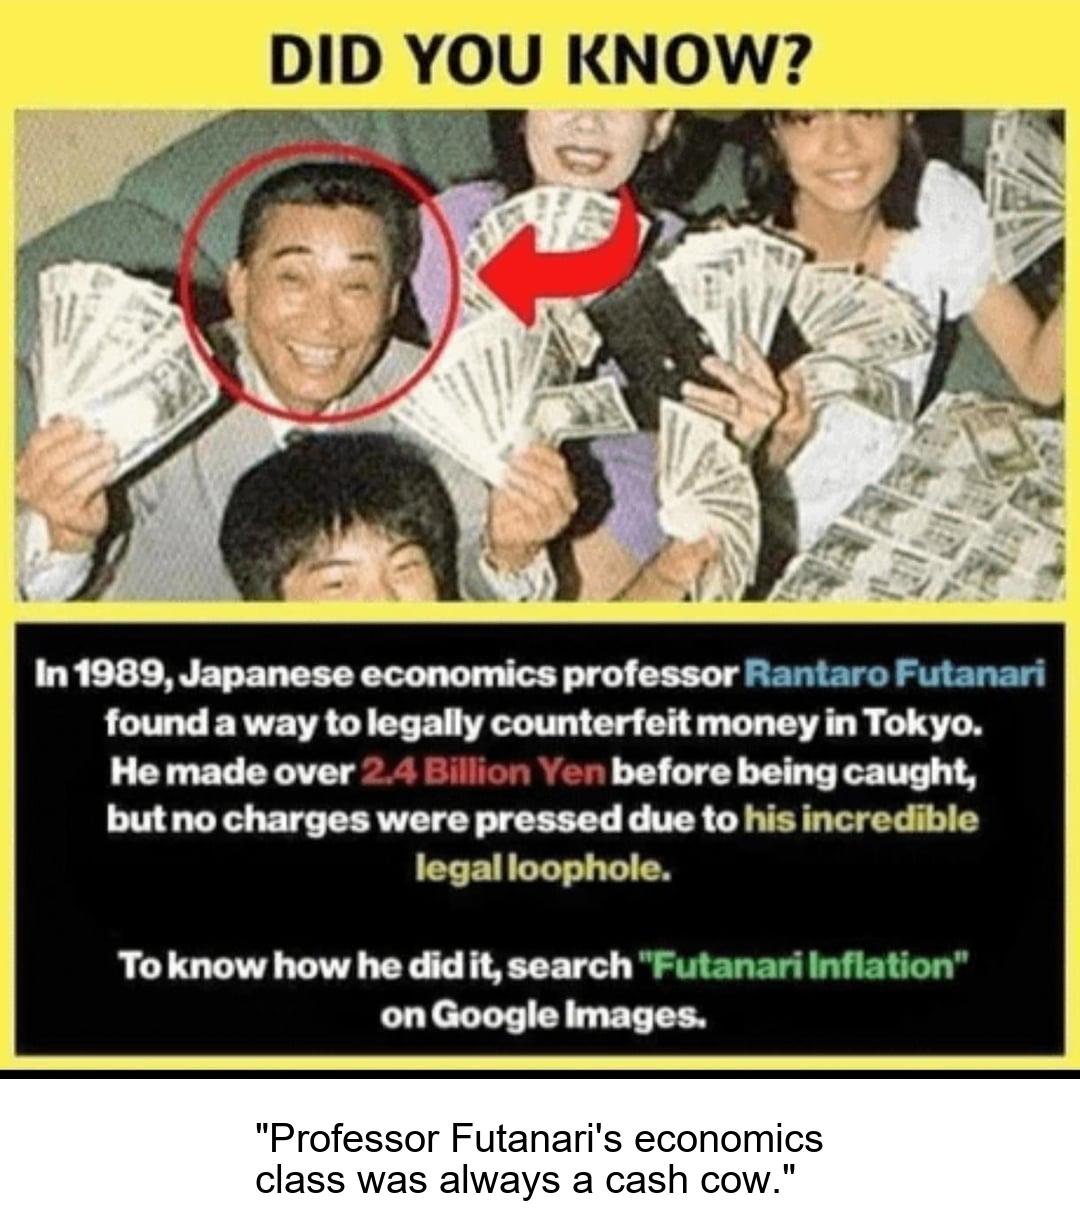 DID YOU KNOW?
In 1989, Japanese economics professor Rantaro Futanari
found a way to legally counterfeit money in Tokyo.
He made over 2.4 Billion Yen before being caught,
but no charges were pressed due to his incredible
legal loophole.
To know how he did it, search "Futanari Inflation"
on Google Images.
"Professor Futanari's economics
class was always a cash cow."